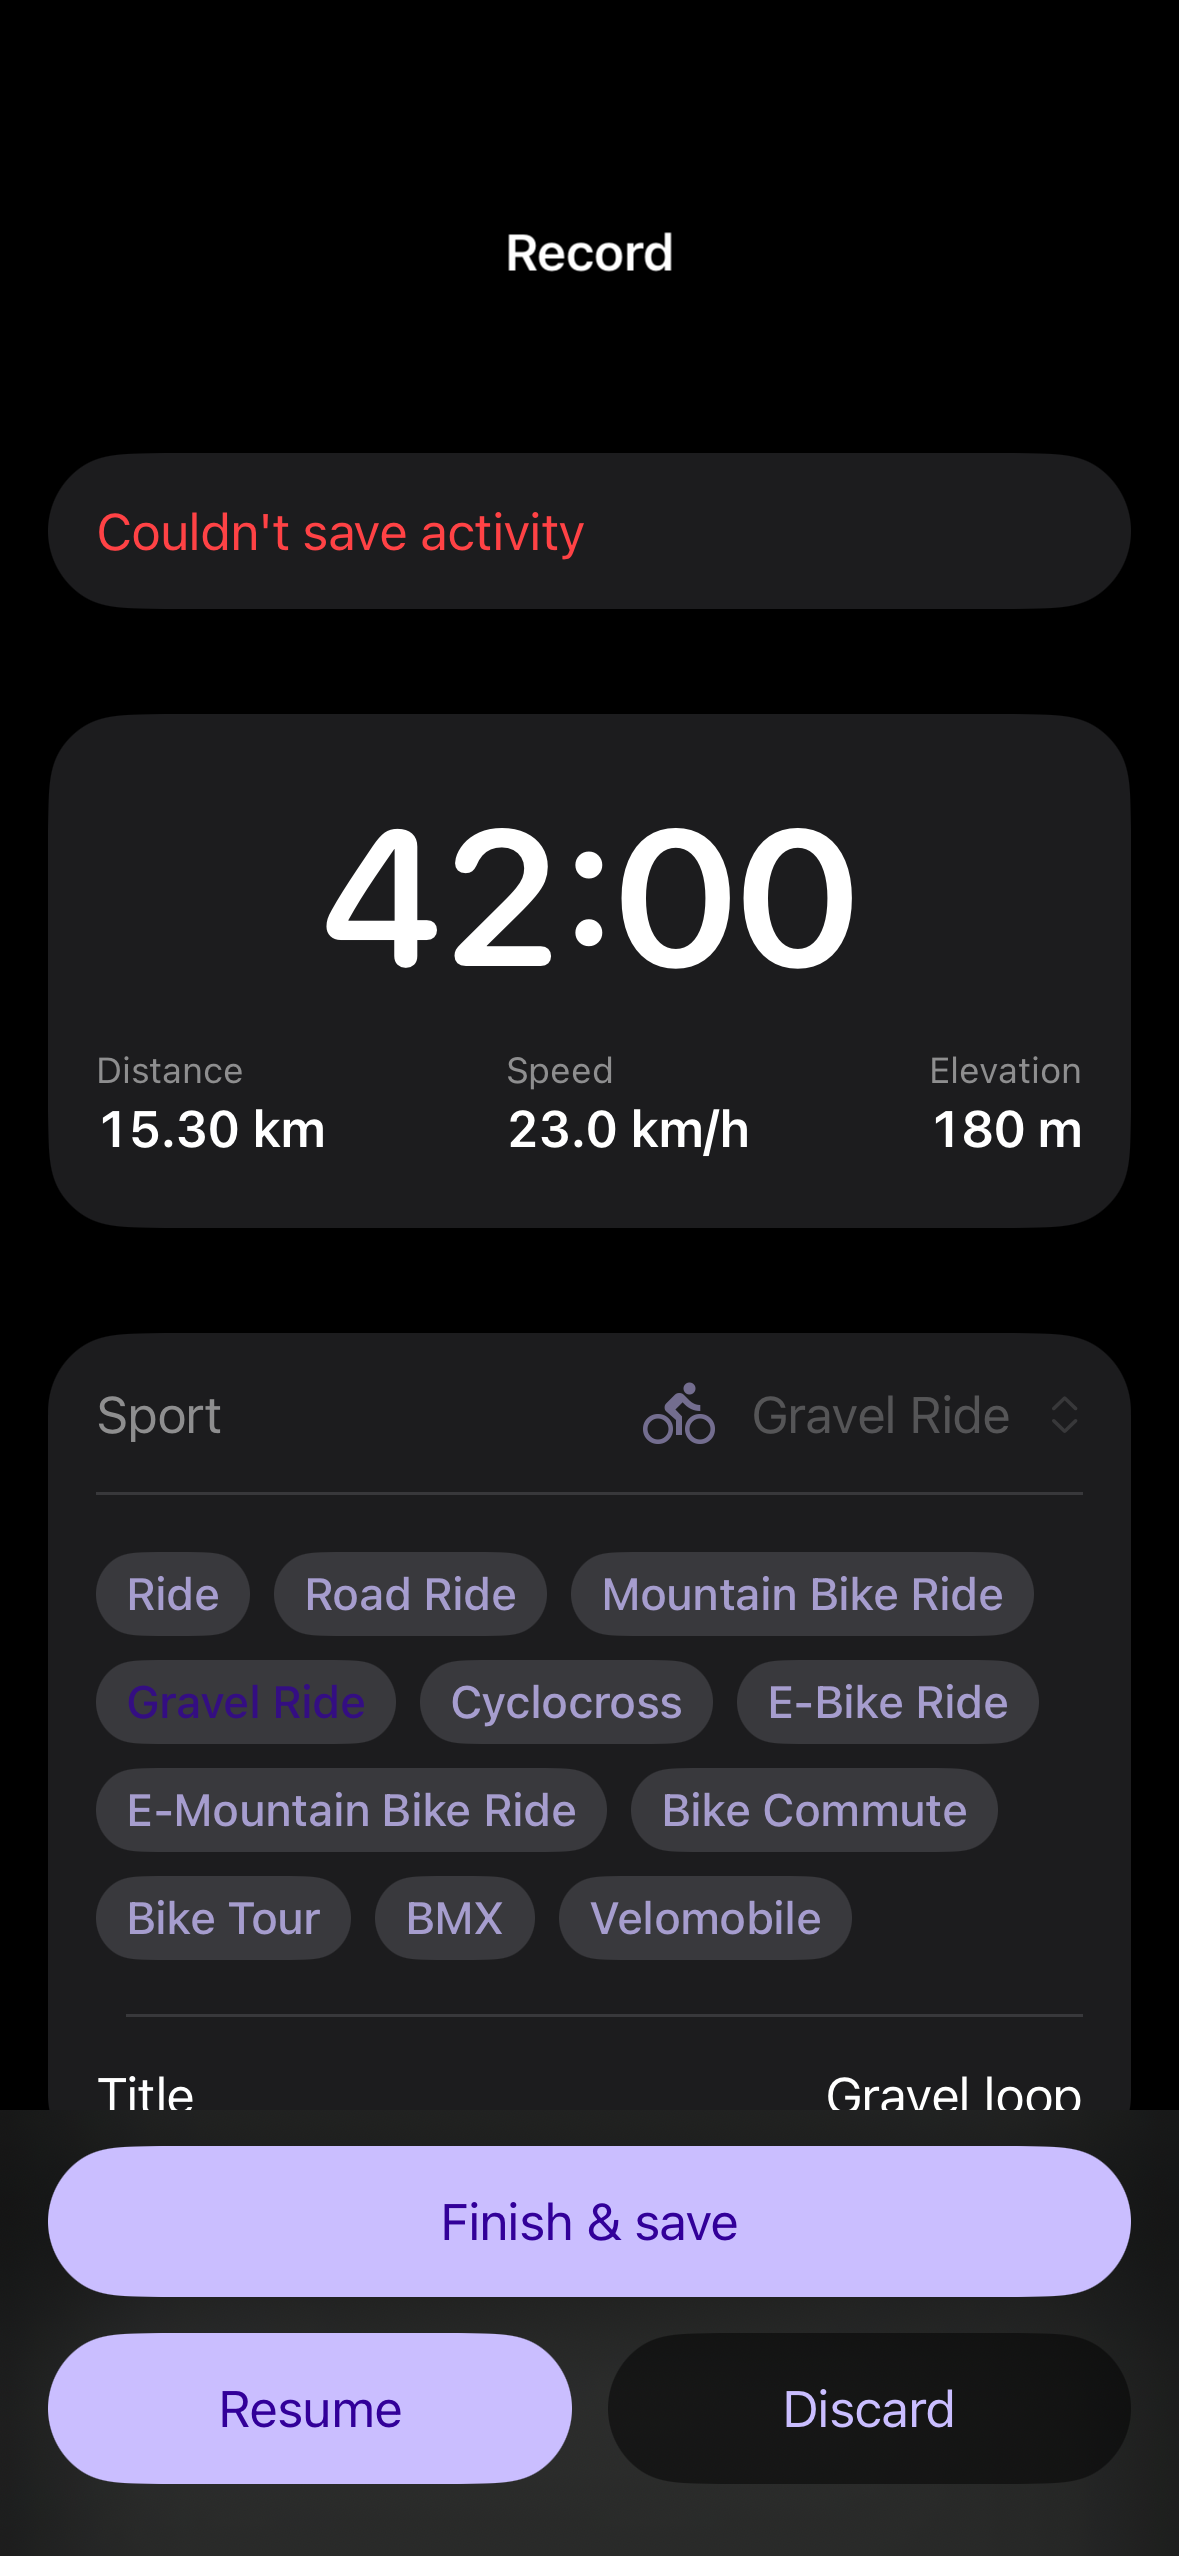 Record
Couldn't save activity
42:00
Distance Speed Elevation
15.30 km 23.0 km/h 180 m
Sport Gravel Ride
Ride Road Ride Mountain Bike Ride
Gravel Ride Cyclocross E-Bike Ride
E-Mountain Bike Ride Bike Commute
Bike Tour BMX Velomobile
Title Gravel loop
Finish & save
Resume Discard